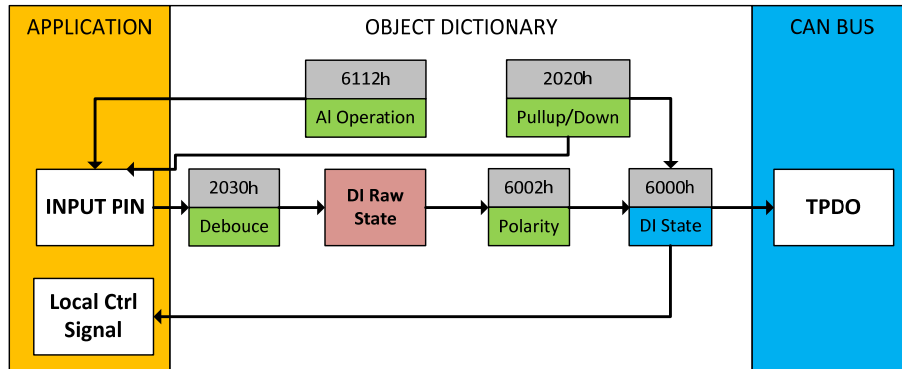 APPLICATION
OBJECT DICTIONARY
CAN BUS
6112h
AI Operation
2020h
Pullup/Down
INPUT PIN
2030h
Debouce
DI Raw
State
6002h
Polarity
6000h
DI State
TPDO
Local Ctrl
Signal